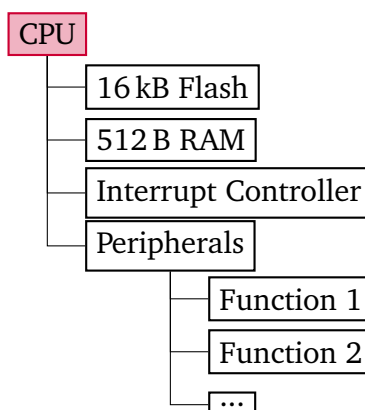 CPU
16 kB Flash
512 B RAM
Interrupt Controller
Peripherals
Function 1
Function 2
...